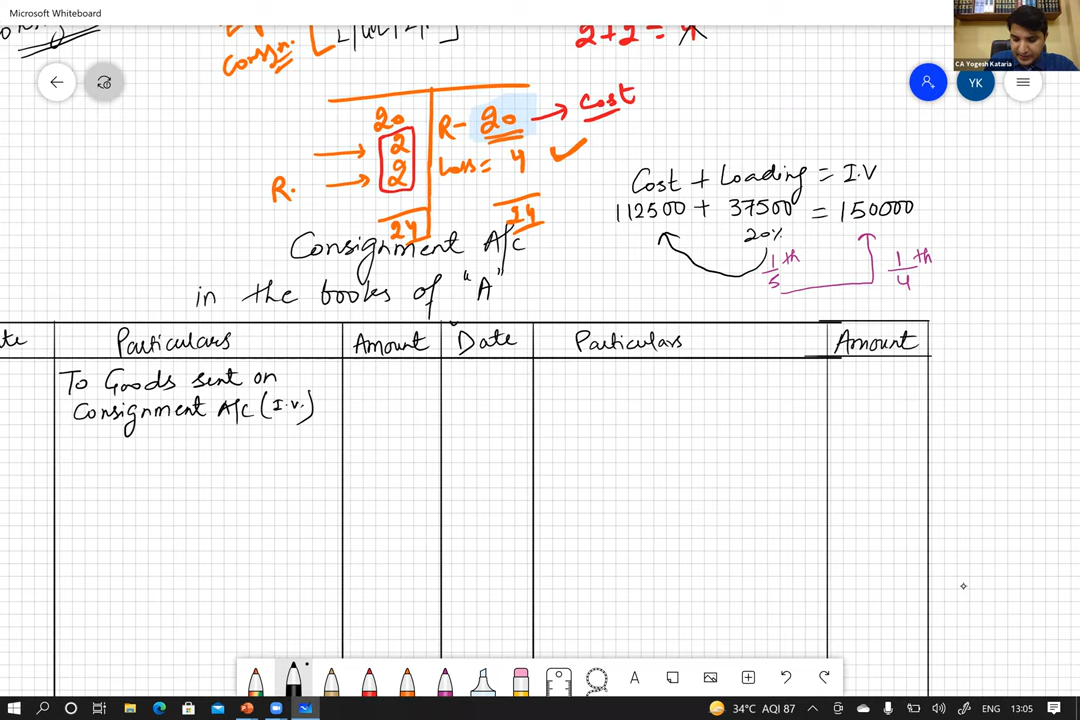 Microsoft Whiteboard
CA Yogesh Kataria
YK
Consgn.
2+2 =
20
2
2
24
R.
R- 20 → Cost
Loss = 4 ✓
24
Cost + Loading = I.V
112500 + 37500 = 150000
20%
1/5 th
1/4 th
Consignment A/c
in the books of "A"
Particulars Amount Date Particulars Amount
To Goods sent on
Consignment A/c (I.V.)
A
34°C AQI 87 ENG 13:05